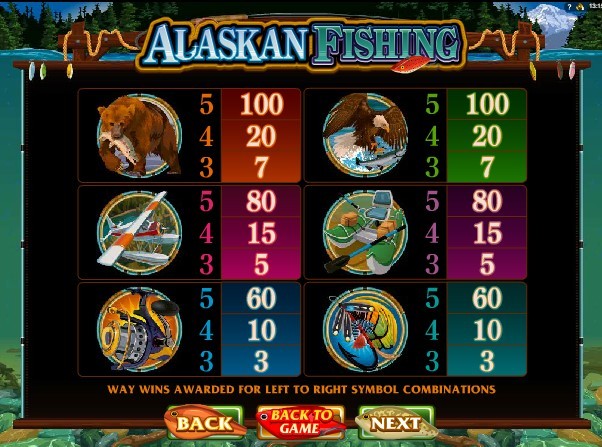 ? 13:15
ALASKAN FISHING
5 100 5 100
4 20 4 20
3 7 3 7
5 80 5 80
4 15 4 15
3 5 3 5
5 60 5 60
4 10 4 10
3 3 3 3
WAY WINS AWARDED FOR LEFT TO RIGHT SYMBOL COMBINATIONS
BACK
BACK TO
GAME
NEXT